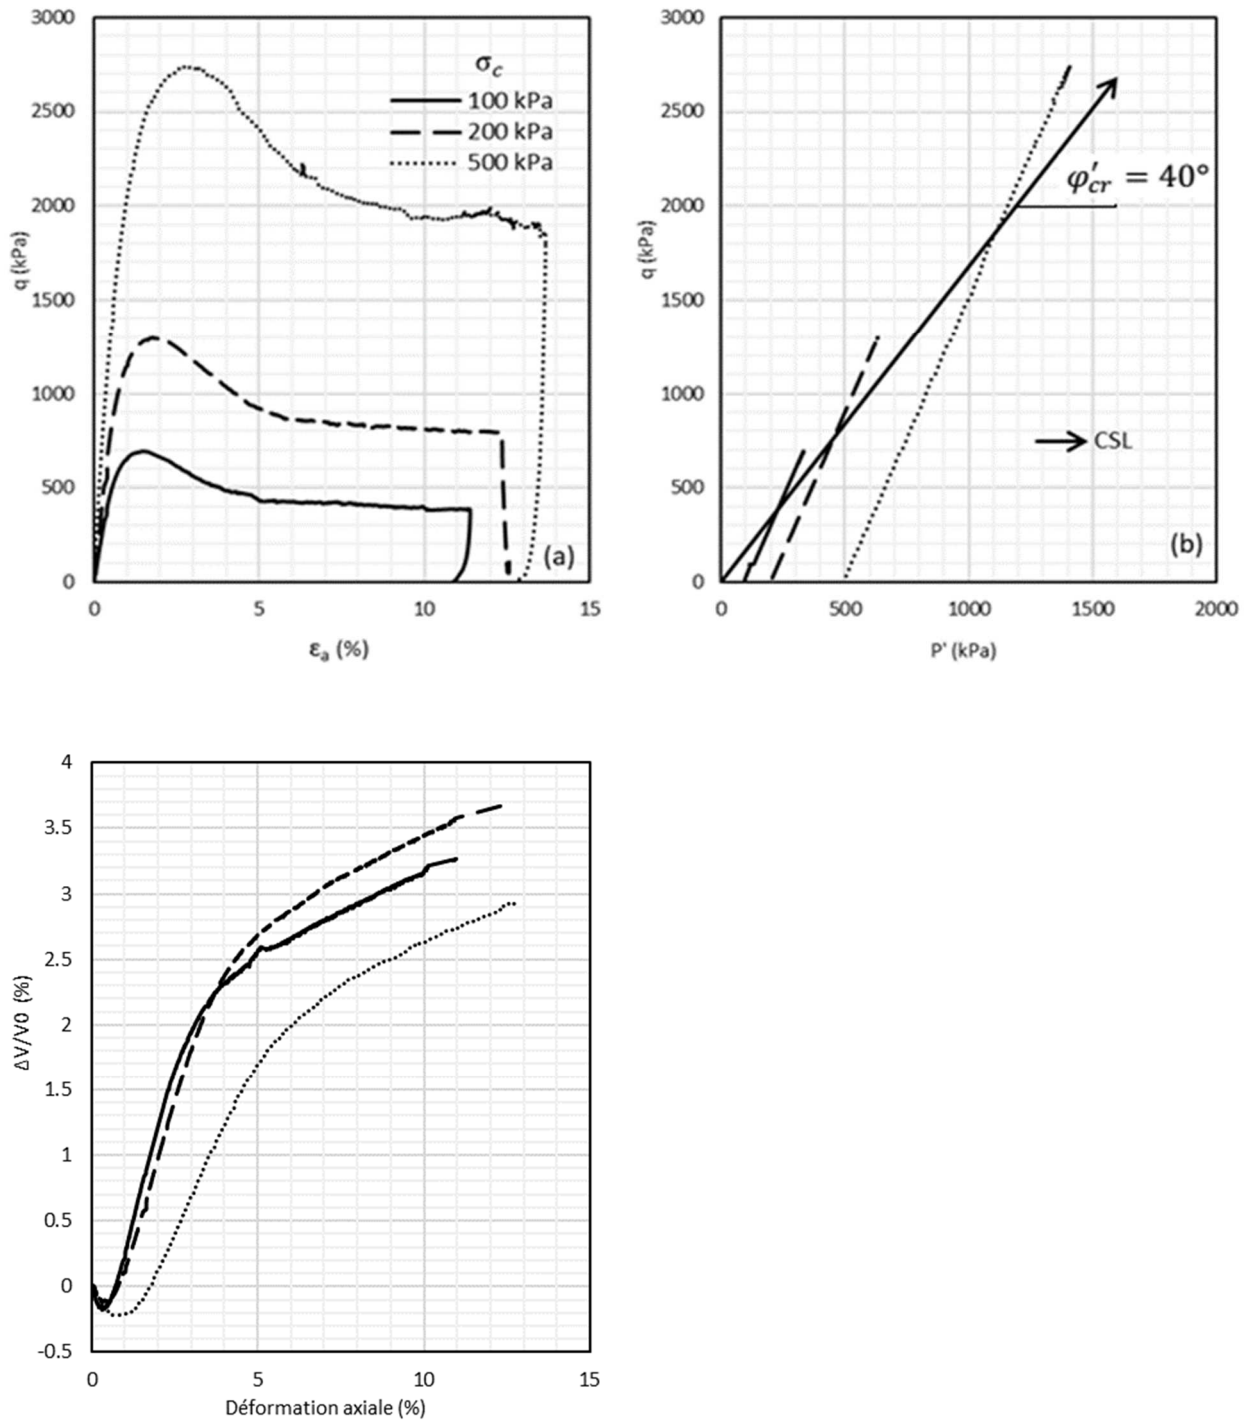 3000
2500
2000
1500
1000
500
0
q (kPa)
0
5
10
15
εa (%)
σc
100 kPa
200 kPa
500 kPa
(a)
3000
2500
2000
1500
1000
500
0
q (kPa)
0
500
1000
1500
2000
P' (kPa)
φ′cr = 40°
CSL
(b)
4
3.5
3
2.5
2
1.5
1
0.5
0
-0.5
ΔV/V0 (%)
0
5
10
15
Déformation axiale (%)